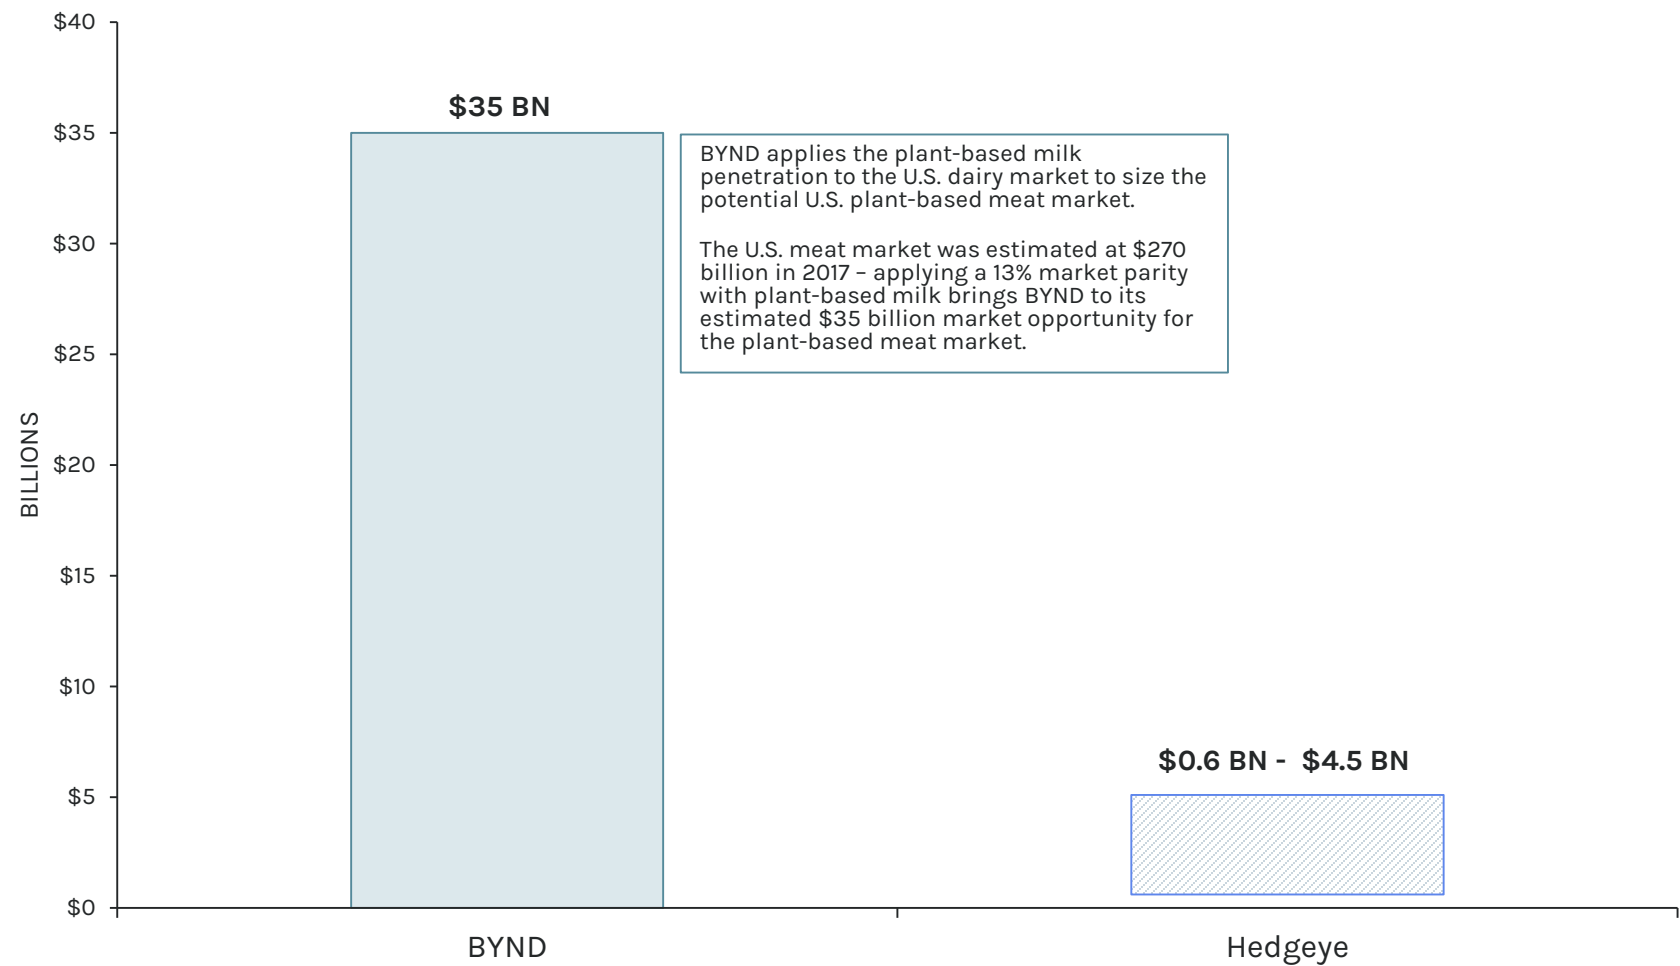 $40
$35 BN
$35
BYND applies the plant-based milk
penetration to the U.S. dairy market to size the
potential U.S. plant-based meat market.
The U.S. meat market was estimated at $270
billion in 2017 – applying a 13% market parity
with plant-based milk brings BYND to its
estimated $35 billion market opportunity for
the plant-based meat market.
$30
$25
BILLIONS
$20
$15
$10
$0.6 BN -  $4.5 BN
$5
$0
BYND
Hedgeye